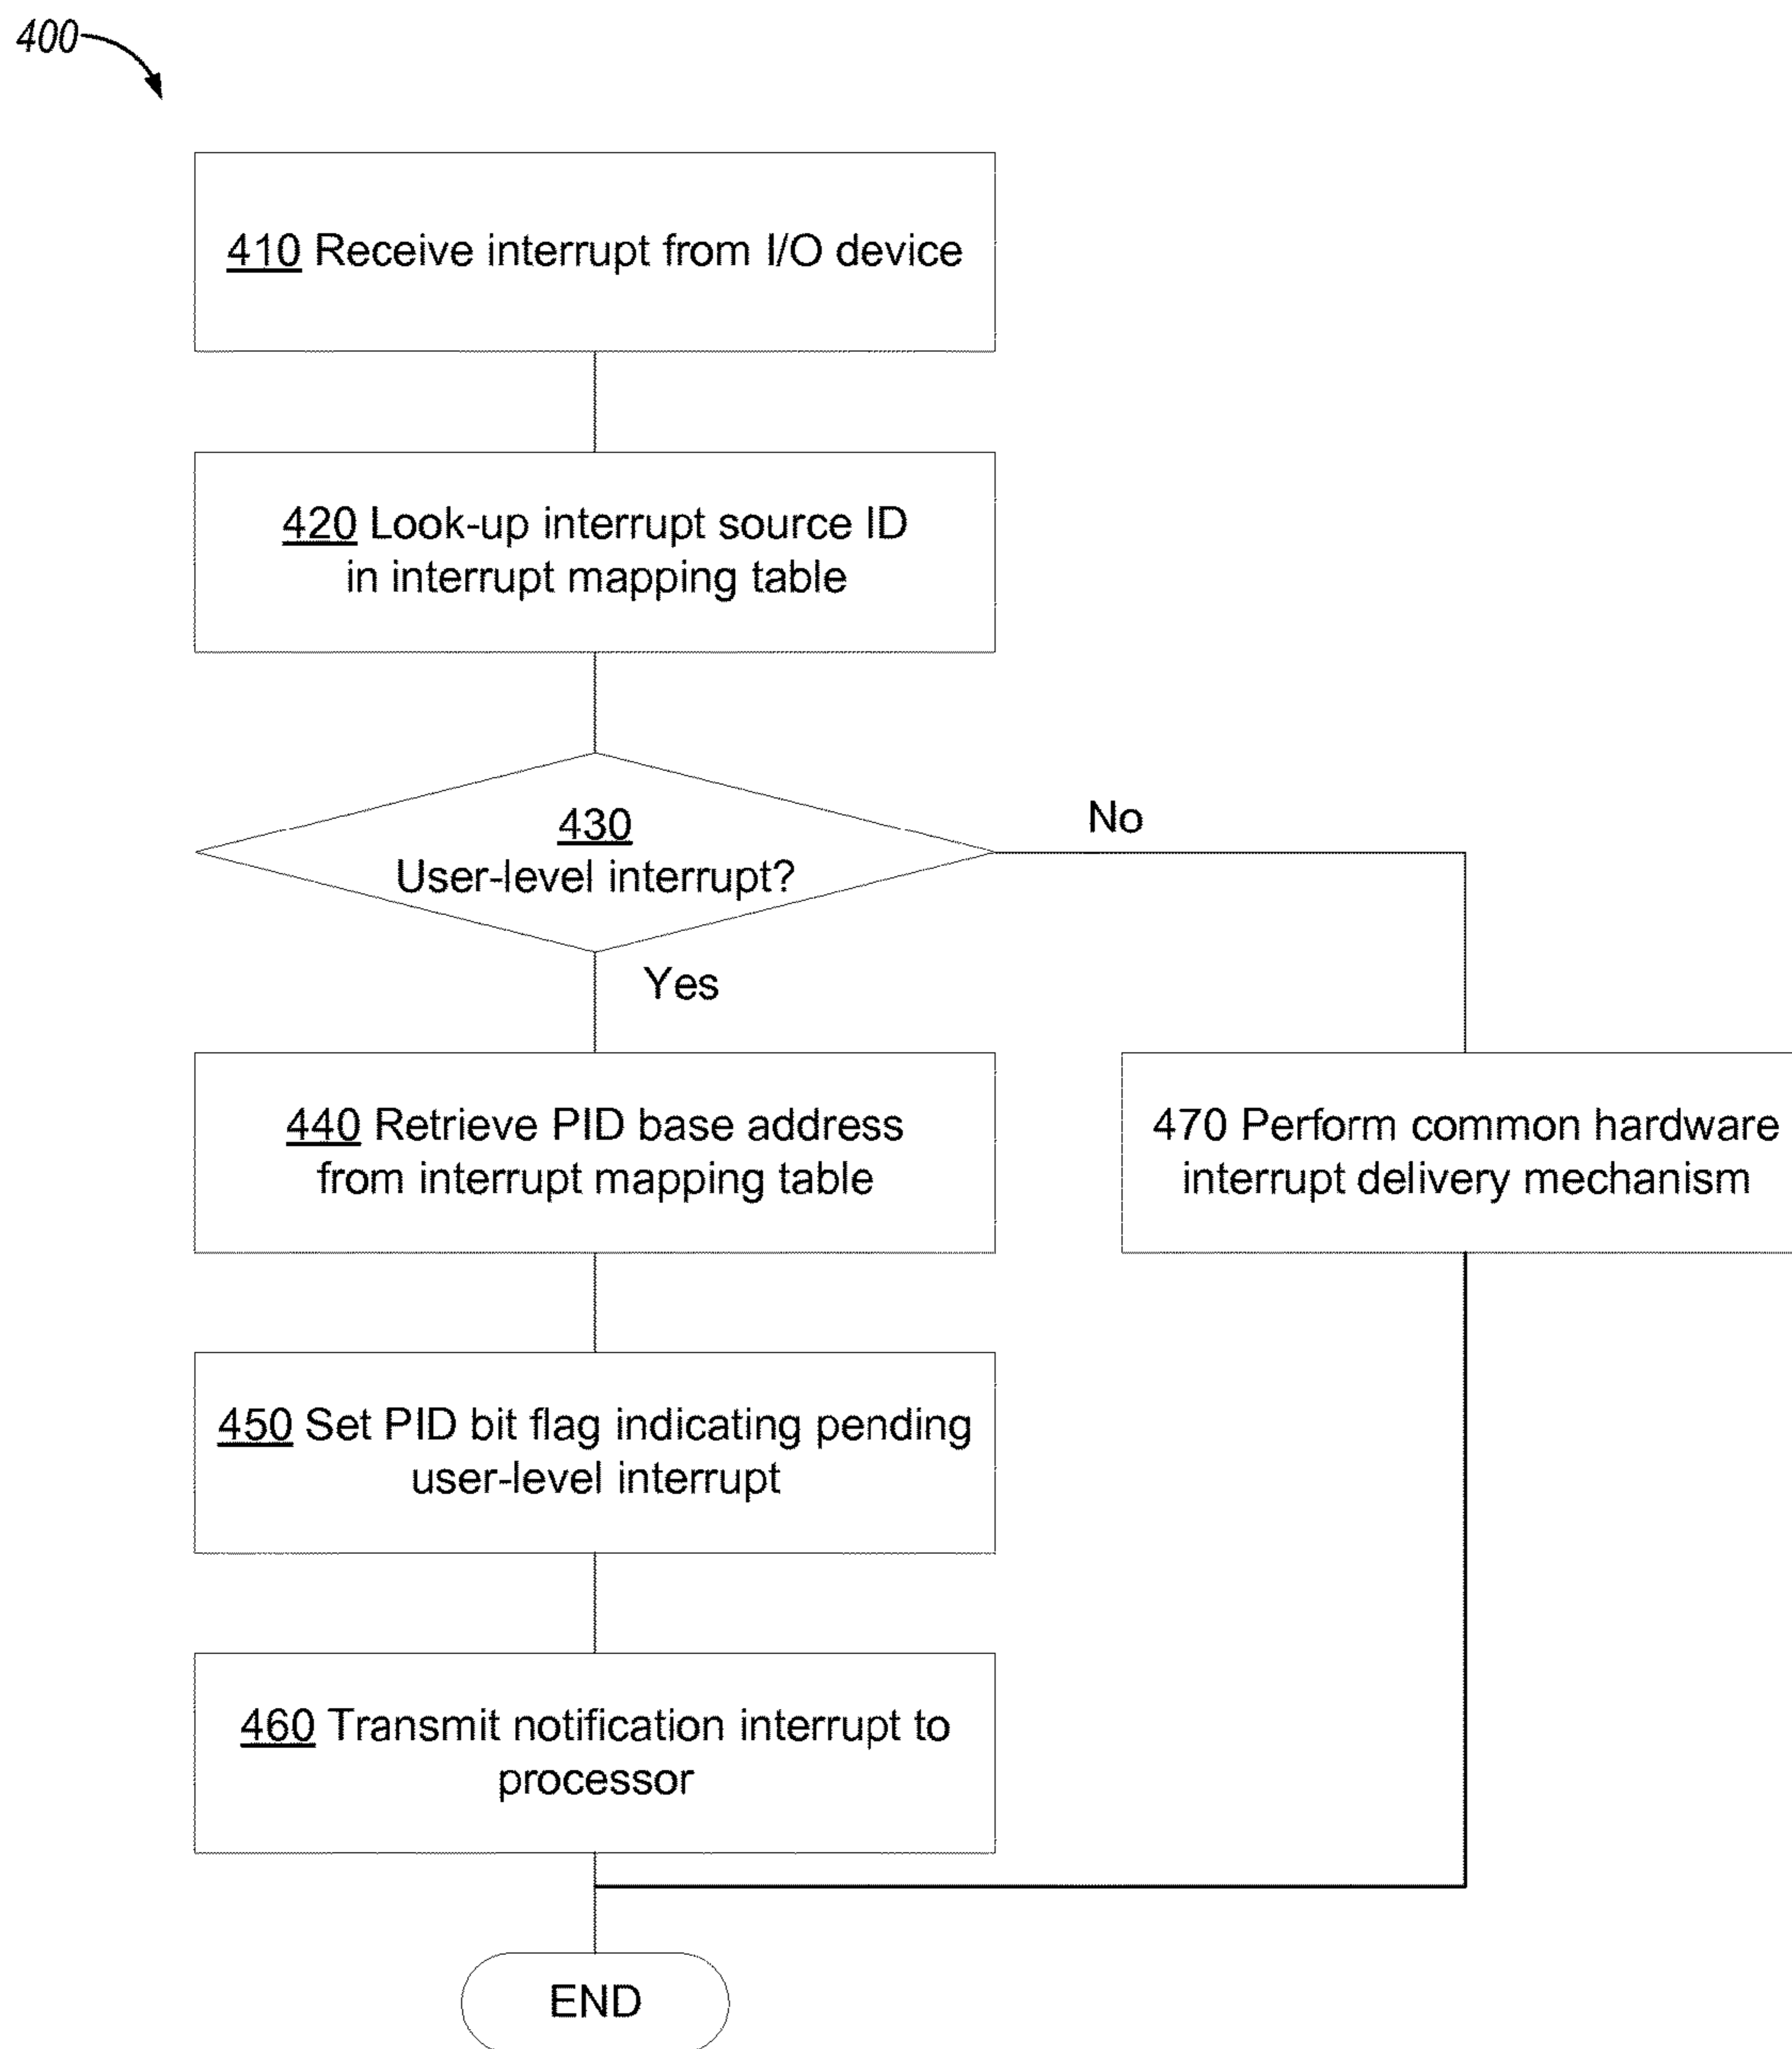 400
410 Receive interrupt from I/O device
420 Look-up interrupt source ID
in interrupt mapping table
430
User-level interrupt?
No
Yes
440 Retrieve PID base address
from interrupt mapping table
470 Perform common hardware
interrupt delivery mechanism
450 Set PID bit flag indicating pending
user-level interrupt
460 Transmit notification interrupt to
processor
END